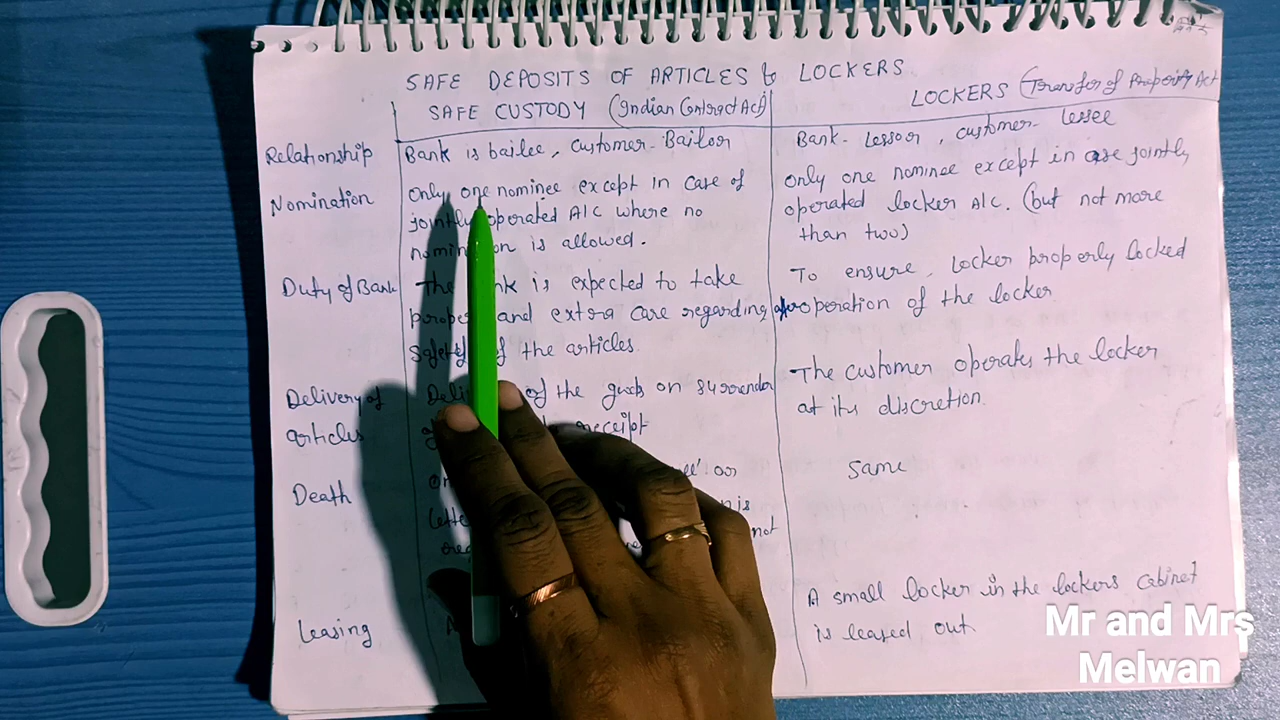 SAFE DEPOSITS OF ARTICLES & LOCKERS
SAFE CUSTODY (Indian Contract Act)
LOCKERS (Transfer of Property Act
Relationship
Bank is bailee, Customer - Bailor
Bank - Lessor, customer - lessee
Nomination
Only one nominee except in case of
jointly operated A/C where no
is allowed.
Only one nominee except in case jointly
operated locker A/C. (but not more
than two)
Duty of Bank
The is expected to take
and extra care regarding
Safety of the articles.
To ensure, Locker properly locked
operation of the locker
Delivery of
articles
of the goods on surrender
receipt
The customer operates the locker
at its discretion.
Death
or
is
not
Same
Leasing
A small locker in the lockers cabinet
is leased out.
Mr and Mrs
Melwan